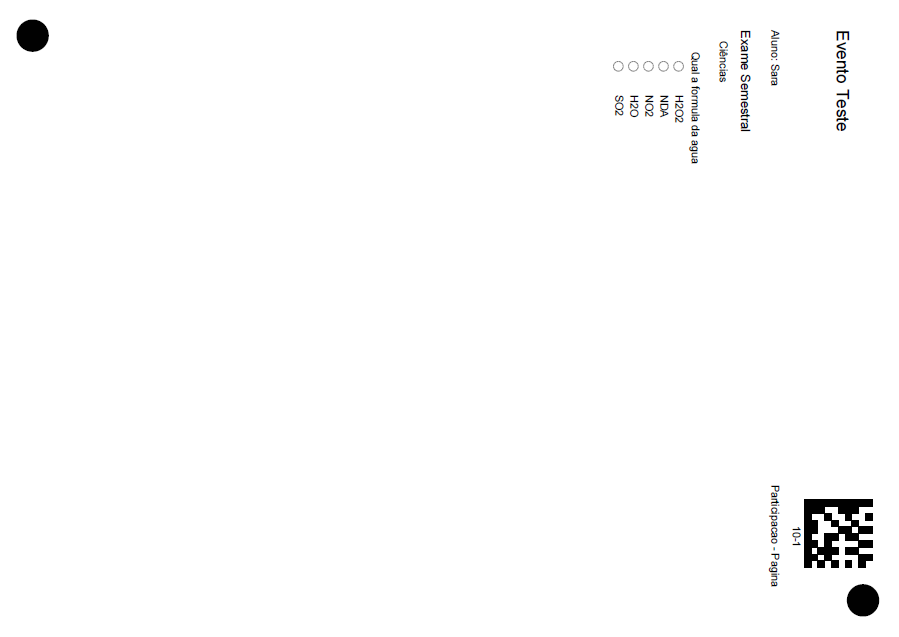 Evento Teste
10-1
Aluno: Sara
Participacao - Pagina
Exame Semestral
Ciências
Qual a formula da agua
H2O2
NDA
NO2
H2O
SO2